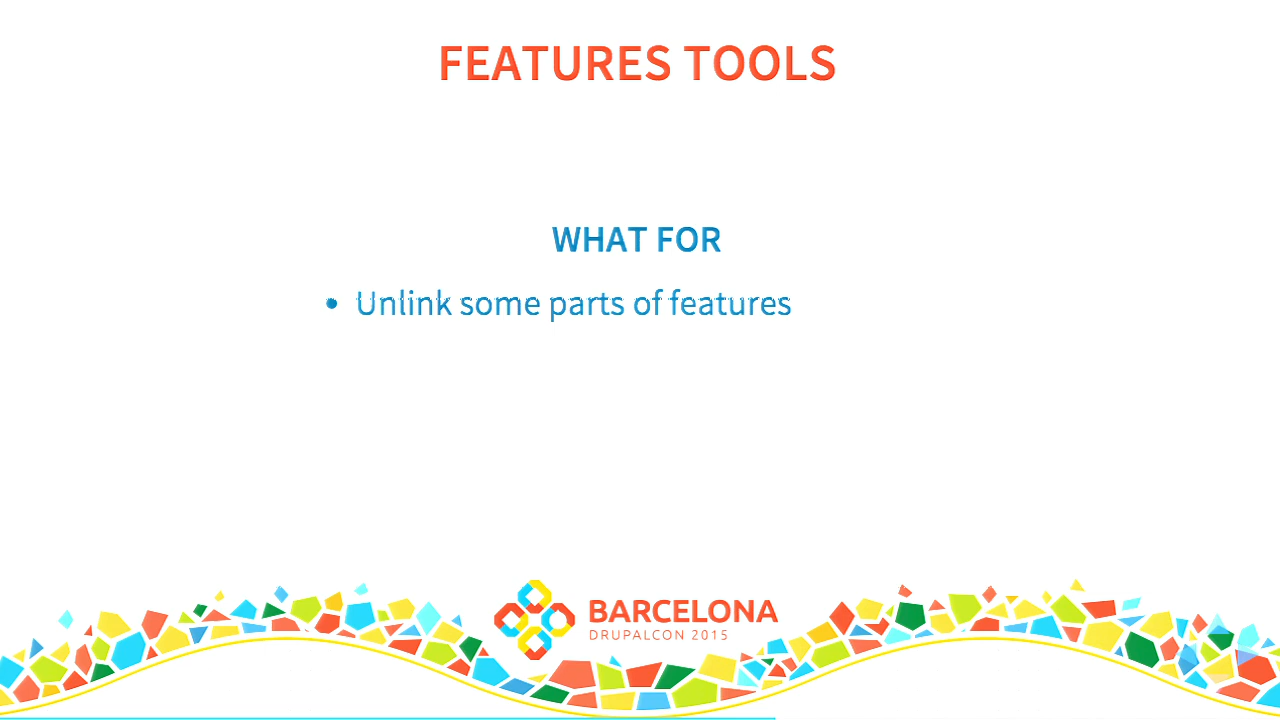 FEATURES TOOLS
WHAT FOR
• Unlink some parts of features
BARCELONA
DRUPALCON 2015